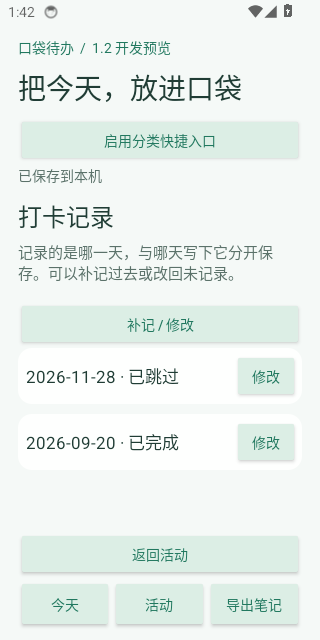 1:42
口袋待办 / 1.2 开发预览
把今天，放进口袋
启用分类快捷入口
已保存到本机
打卡记录
记录的是哪一天，与哪天写下它分开保
存。可以补记过去或改回未记录。
补记 / 修改
2026-11-28 · 已跳过
修改
2026-09-20 · 已完成
修改
返回活动
今天
活动
导出笔记